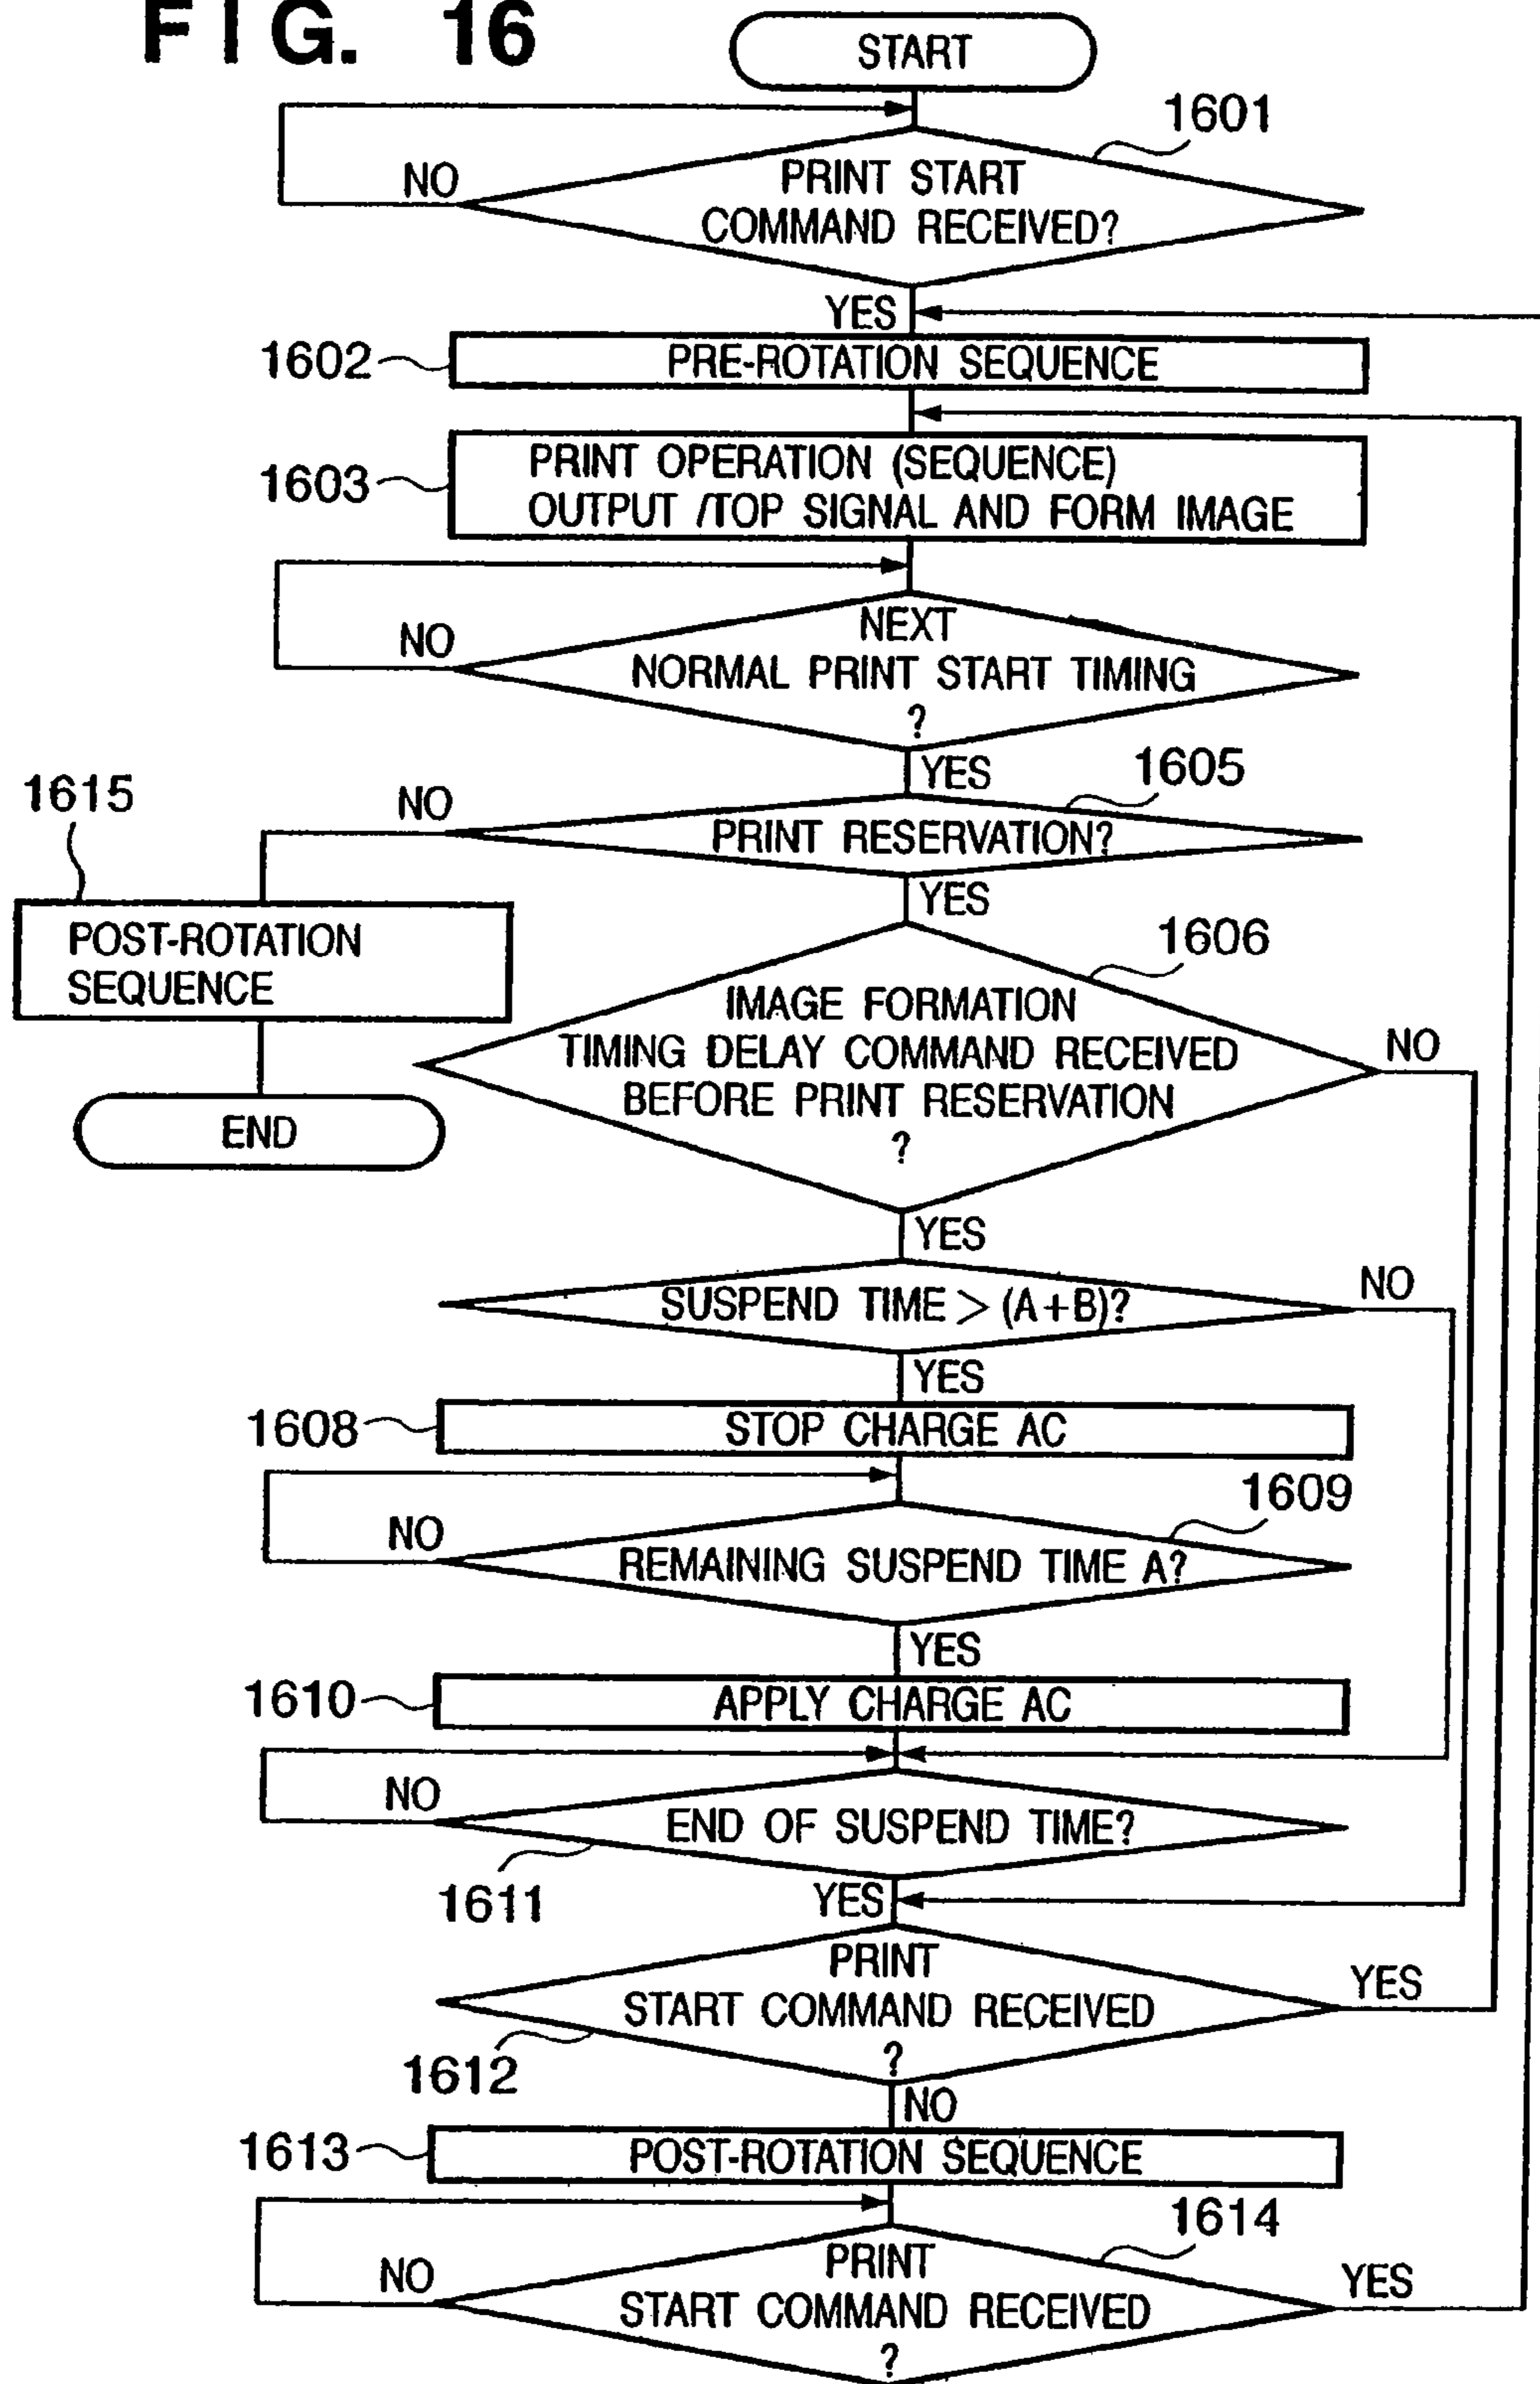 FIG. 16
START
1601
PRINT START
COMMAND RECEIVED?
NO
YES
1602
PRE-ROTATION SEQUENCE
1603
PRINT OPERATION (SEQUENCE)
OUTPUT /TOP SIGNAL AND FORM IMAGE
NEXT
NORMAL PRINT START TIMING
?
NO
YES
1605
PRINT RESERVATION?
NO
YES
1615
POST-ROTATION
SEQUENCE
END
1606
IMAGE FORMATION
TIMING DELAY COMMAND RECEIVED
BEFORE PRINT RESERVATION
?
NO
YES
SUSPEND TIME > (A+B)?
NO
YES
1608
STOP CHARGE AC
1609
REMAINING SUSPEND TIME A?
NO
YES
1610
APPLY CHARGE AC
END OF SUSPEND TIME?
NO
1611
YES
PRINT
START COMMAND RECEIVED
?
YES
1612
NO
1613
POST-ROTATION SEQUENCE
1614
PRINT
START COMMAND RECEIVED
?
NO
YES